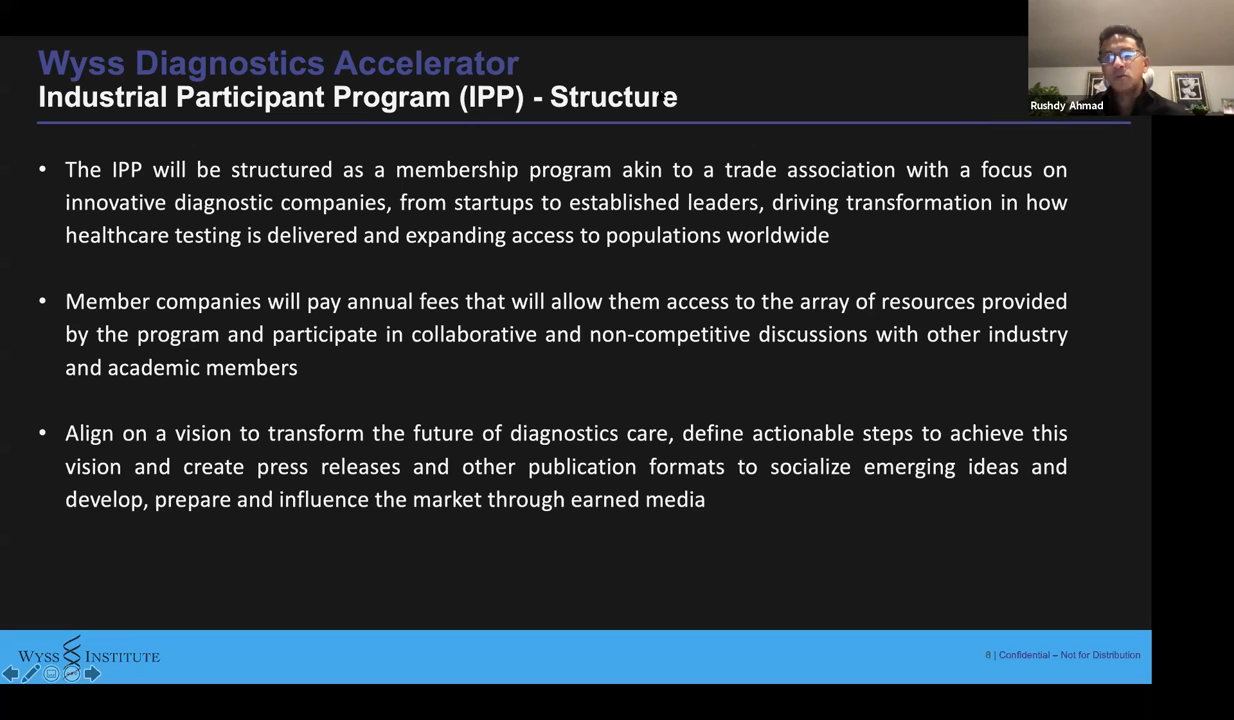 Wyss Diagnostics Accelerator
Industrial Participant Program (IPP) - Structure
Rushdy Ahmad
• The IPP will be structured as a membership program akin to a trade association with a focus on
innovative diagnostic companies, from startups to established leaders, driving transformation in how
healthcare testing is delivered and expanding access to populations worldwide
• Member companies will pay annual fees that will allow them access to the array of resources provided
by the program and participate in collaborative and non-competitive discussions with other industry
and academic members
• Align on a vision to transform the future of diagnostics care, define actionable steps to achieve this
vision and create press releases and other publication formats to socialize emerging ideas and
develop, prepare and influence the market through earned media
WYSS INSTITUTE
8 | Confidential – Not for Distribution